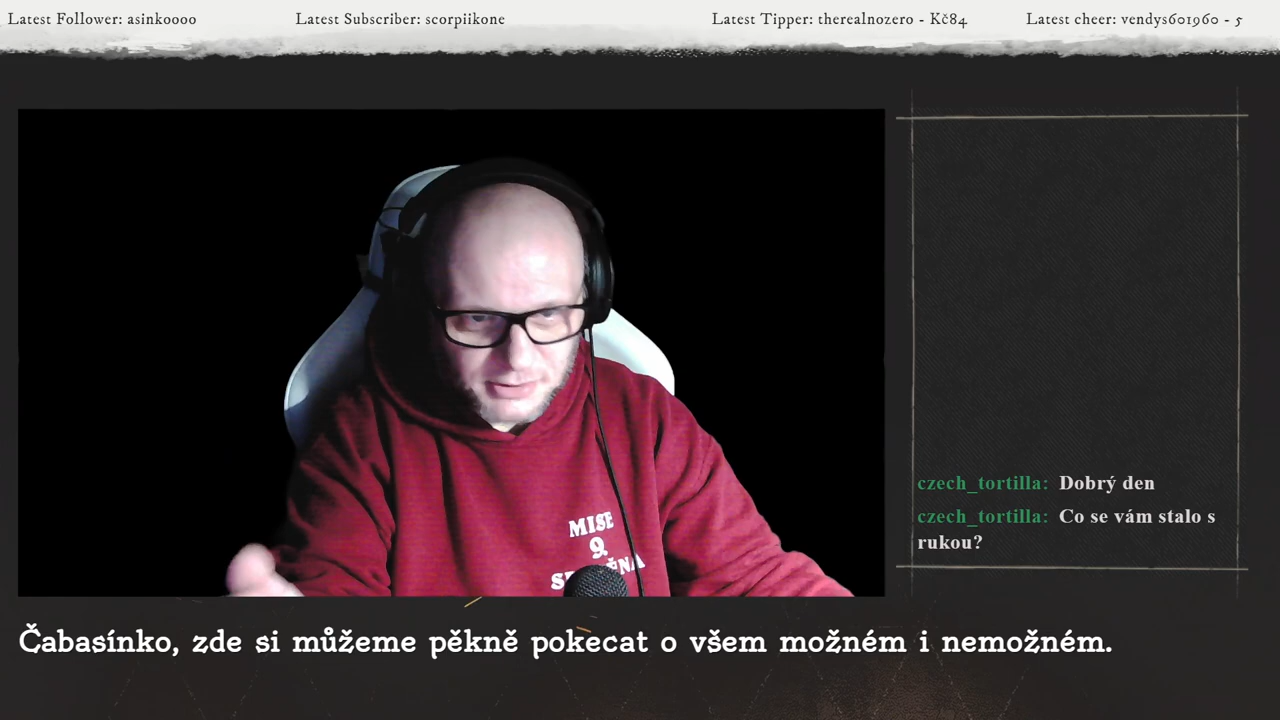 Latest Follower: asinkoooo
Latest Subscriber: scorpiikone
Latest Tipper: therealnozero - Kč84
Latest cheer: vendys601960 - 5
czech_tortilla: Dobrý den
czech_tortilla: Co se vám stalo s
rukou?
MISE
9.
Čabasínko, zde si můžeme pěkně pokecat o všem možném i nemožném.